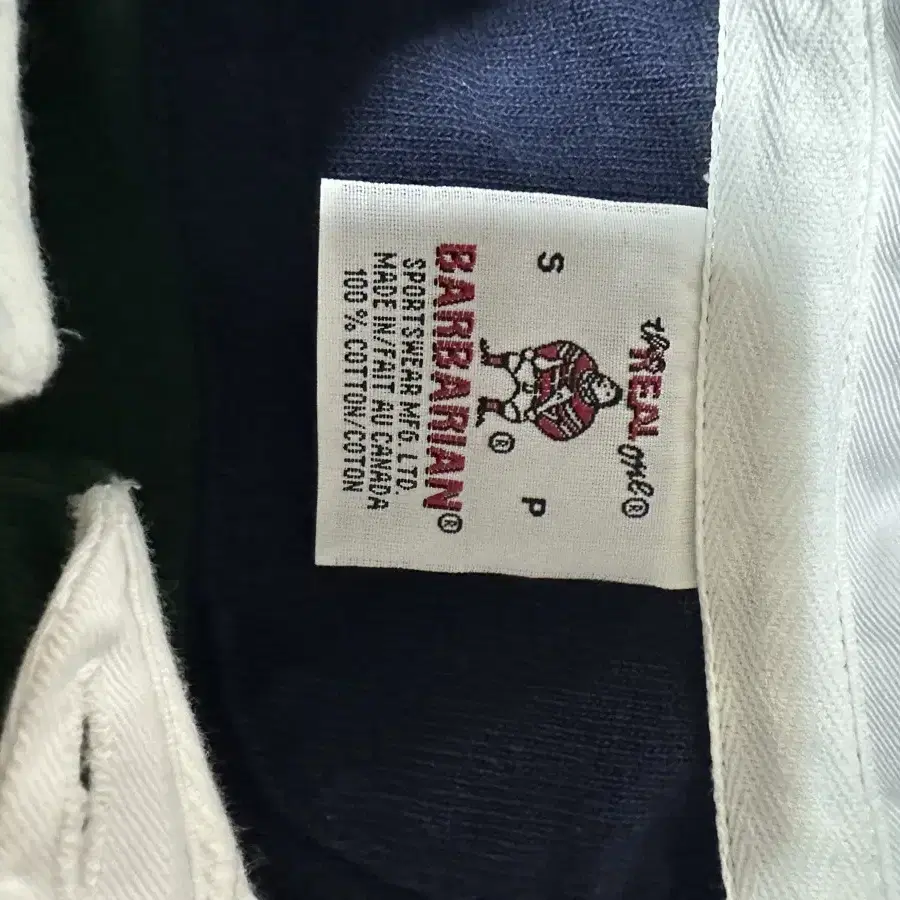 the REAL one®
S P
®
BARBARIAN®
SPORTSWEAR MFG. LTD.
MADE IN/FAIT AU CANADA
100 % COTTON/COTON